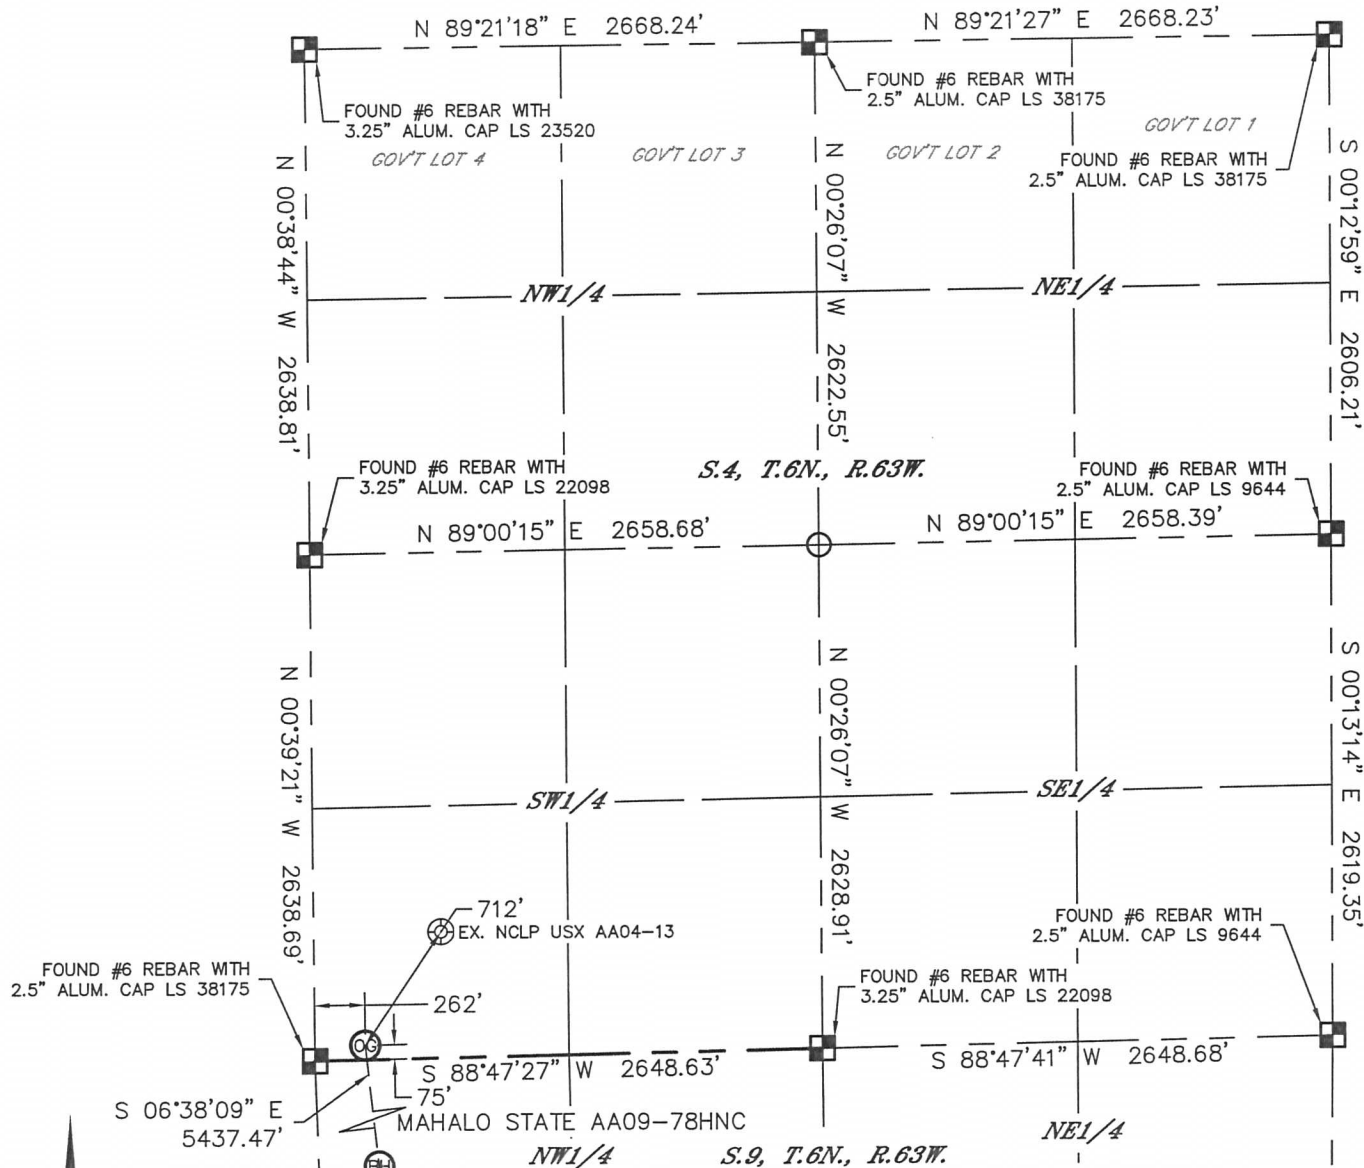 N 89°21'18" E 2668.24'
N 89°21'27" E 2668.23'
FOUND #6 REBAR WITH
3.25" ALUM. CAP LS 23520
FOUND #6 REBAR WITH
2.5" ALUM. CAP LS 38175
GOV'T LOT 1
GOV'T LOT 4
GOV'T LOT 3
GOV'T LOT 2
FOUND #6 REBAR WITH
2.5" ALUM. CAP LS 38175
N 00°38'44" W 2638.81'
N 00°26'07" W 2622.55'
S 00°12'59" E 2606.21'
NW1/4
NE1/4
FOUND #6 REBAR WITH
3.25" ALUM. CAP LS 22098
S.4, T.6N., R.63W.
FOUND #6 REBAR WITH
2.5" ALUM. CAP LS 9644
N 89°00'15" E 2658.68'
N 89°00'15" E 2658.39'
N 00°39'21" W 2638.69'
N 00°26'07" W 2628.91'
S 00°13'14" E 2619.35'
SW1/4
SE1/4
712'
EX. NCLP USX AA04-13
FOUND #6 REBAR WITH
2.5" ALUM. CAP LS 9644
FOUND #6 REBAR WITH
2.5" ALUM. CAP LS 38175
FOUND #6 REBAR WITH
3.25" ALUM. CAP LS 22098
262'
OG
S 88°47'27" W 2648.63'
S 88°47'41" W 2648.68'
75'
S 06°38'09" E
5437.47'
MAHALO STATE AA09-78HNC
NW1/4
S.9, T.6N., R.63W.
NE1/4
BH